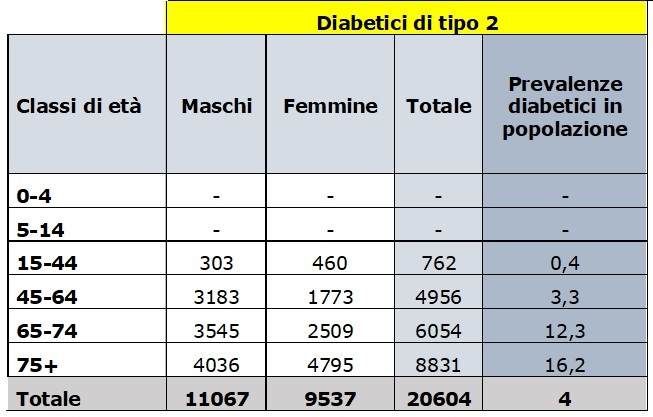 Diabetici di tipo 2
Classi di età Maschi Femmine Totale Prevalenze diabetici in popolazione
0-4 - - - -
5-14 - - - -
15-44 303 460 762 0,4
45-64 3183 1773 4956 3,3
65-74 3545 2509 6054 12,3
75+ 4036 4795 8831 16,2
Totale 11067 9537 20604 4